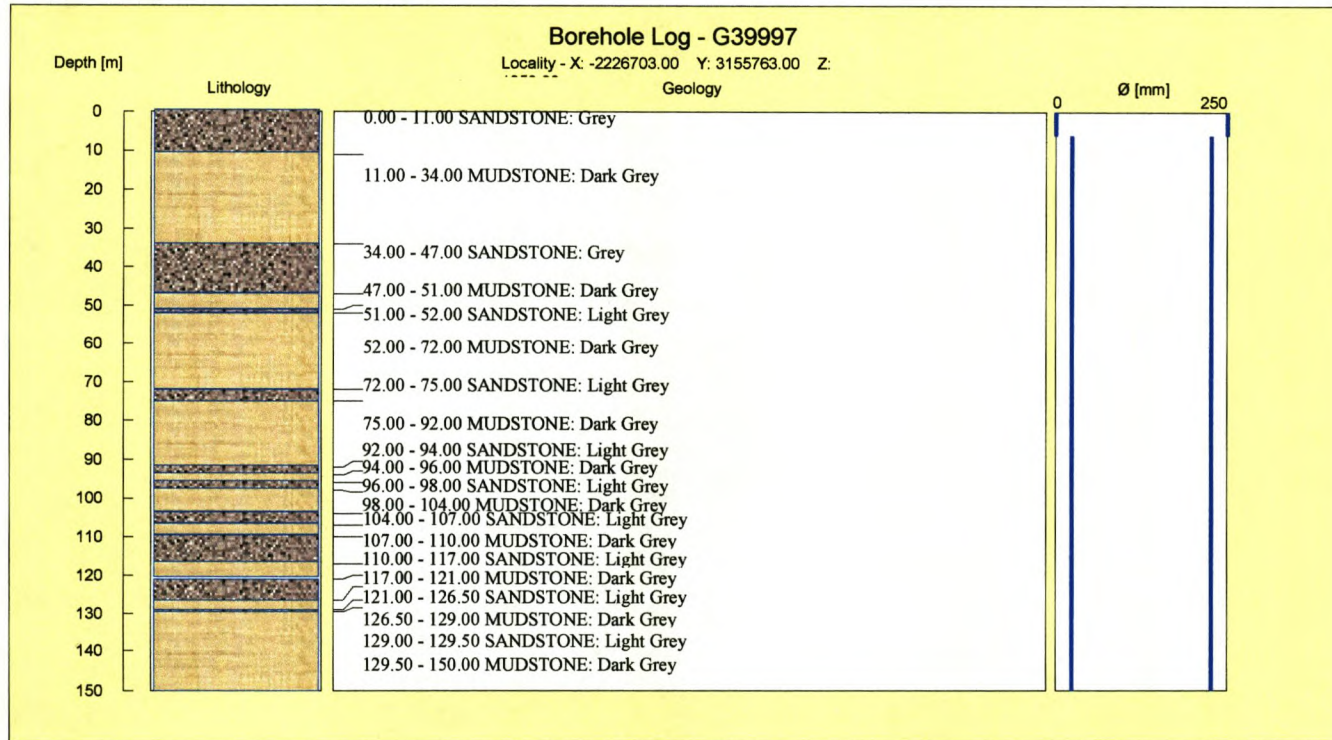 Borehole Log - G39997
Depth [m]
Locality - X: -2226703.00 Y: 3155763.00 Z:
Lithology
Geology
Ø [mm]
0 250
0
10
20
30
40
50
60
70
80
90
100
110
120
130
140
150
0.00 - 11.00 SANDSTONE: Grey
11.00 - 34.00 MUDSTONE: Dark Grey
34.00 - 47.00 SANDSTONE: Grey
47.00 - 51.00 MUDSTONE: Dark Grey
51.00 - 52.00 SANDSTONE: Light Grey
52.00 - 72.00 MUDSTONE: Dark Grey
72.00 - 75.00 SANDSTONE: Light Grey
75.00 - 92.00 MUDSTONE: Dark Grey
92.00 - 94.00 SANDSTONE: Light Grey
94.00 - 96.00 MUDSTONE: Dark Grey
96.00 - 98.00 SANDSTONE: Light Grey
98.00 - 104.00 MUDSTONE: Dark Grey
104.00 - 107.00 SANDSTONE: Light Grey
107.00 - 110.00 MUDSTONE: Dark Grey
110.00 - 117.00 SANDSTONE: Light Grey
117.00 - 121.00 MUDSTONE: Dark Grey
121.00 - 126.50 SANDSTONE: Light Grey
126.50 - 129.00 MUDSTONE: Dark Grey
129.00 - 129.50 SANDSTONE: Light Grey
129.50 - 150.00 MUDSTONE: Dark Grey